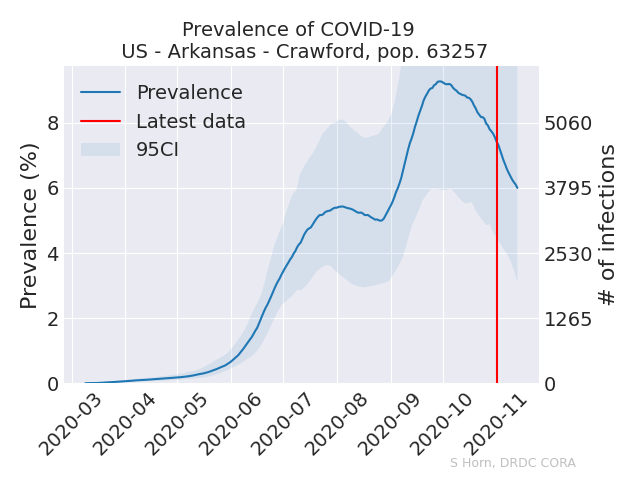 Prevalence of COVID-19
US - Arkansas - Crawford, pop. 63257
Prevalence
Latest data
95CI
Prevalence (%)
8
6
4
2
0
5060
3795
2530
1265
0
# of infections
2020-03
2020-04
2020-05
2020-06
2020-07
2020-08
2020-09
2020-10
2020-11
S Horn, DRDC CORA